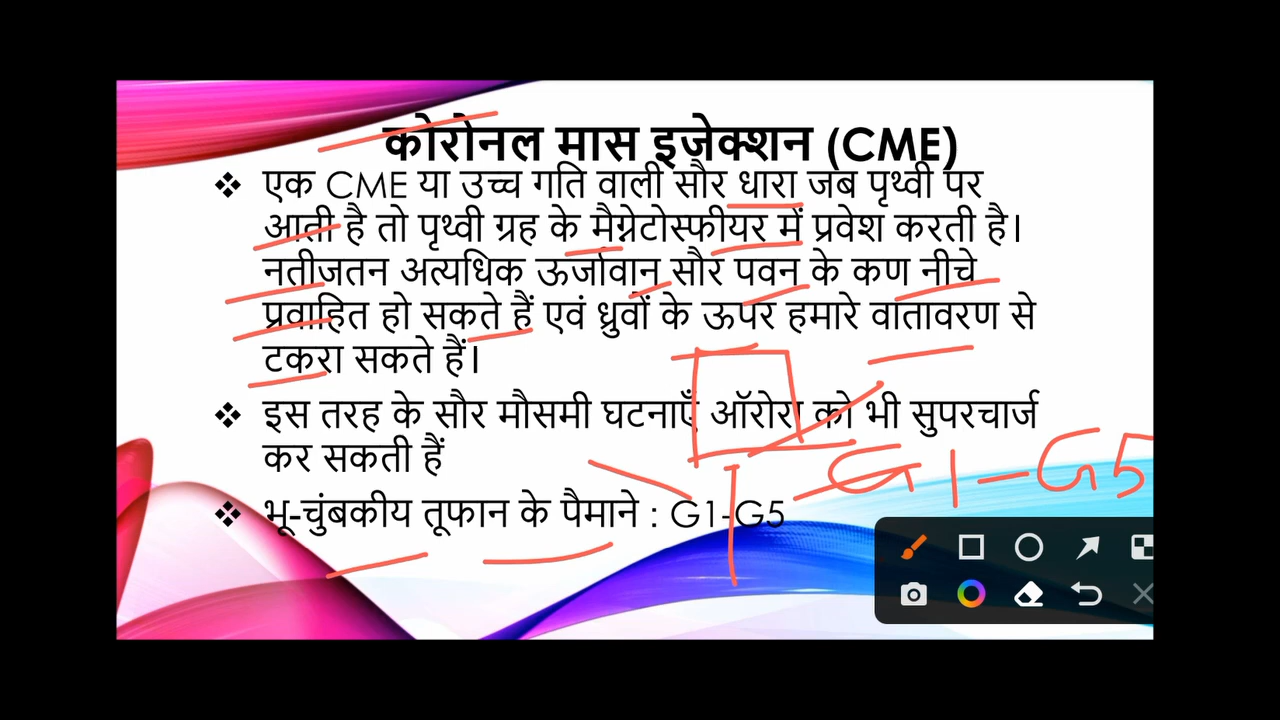 कोरोनल मास इजेक्शन (CME)
❖ एक CME या उच्च गति वाली सौर धारा जब पृथ्वी पर
आती है तो पृथ्वी ग्रह के मैग्नेटोस्फीयर में प्रवेश करती है।
नतीजतन अत्यधिक ऊर्जावान सौर पवन के कण नीचे
प्रवाहित हो सकते हैं एवं ध्रुवों के ऊपर हमारे वातावरण से
टकरा सकते हैं।
❖ इस तरह के सौर मौसमी घटनाएँ ऑरोरा को भी सुपरचार्ज
कर सकती हैं
G1-G5
❖ भू-चुंबकीय तूफान के पैमाने : G1-G5